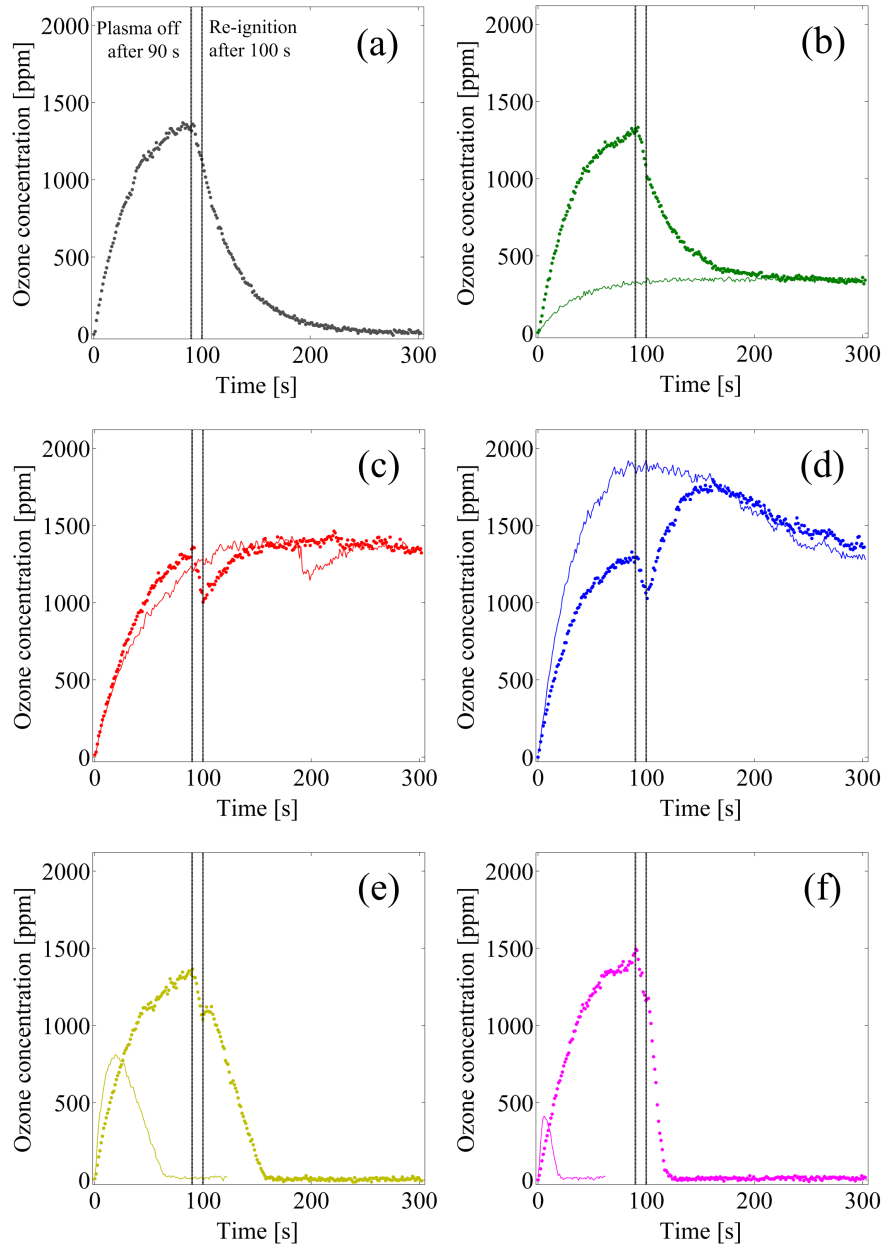 Plasma off
after 90 s
Re-ignition
after 100 s
(a)
Ozone concentration [ppm]
2000
1500
1000
500
0
0
100
200
300
Time [s]
(b)
Ozone concentration [ppm]
2000
1500
1000
500
0
0
100
200
300
Time [s]
(c)
Ozone concentration [ppm]
2000
1500
1000
500
0
0
100
200
300
Time [s]
(d)
Ozone concentration [ppm]
2000
1500
1000
500
0
0
100
200
300
Time [s]
(e)
Ozone concentration [ppm]
2000
1500
1000
500
0
0
100
200
300
Time [s]
(f)
Ozone concentration [ppm]
2000
1500
1000
500
0
0
100
200
300
Time [s]